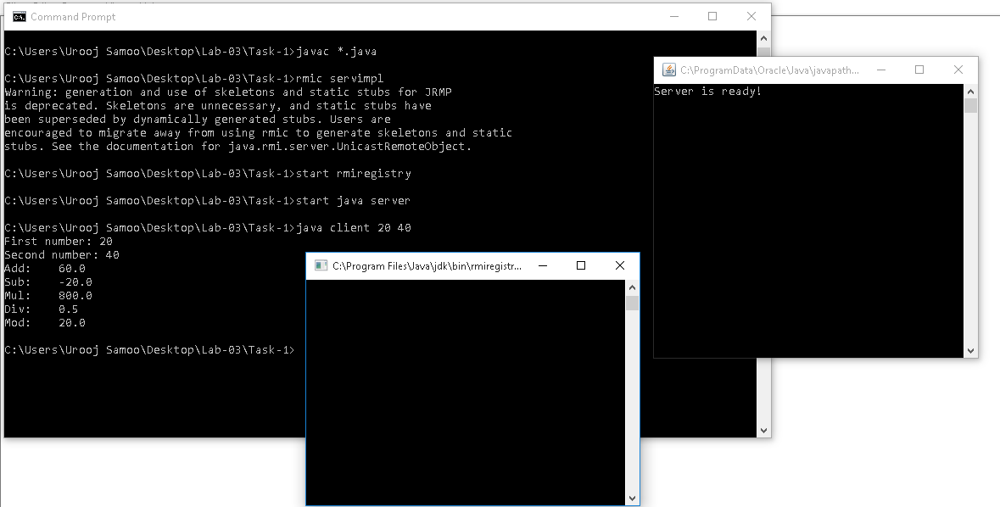 Command Prompt
C:\Users\Urooj Samoo\Desktop\Lab-03\Task-1>javac *.java
C:\Users\Urooj Samoo\Desktop\Lab-03\Task-1>rmic servimpl
Warning: generation and use of skeletons and static stubs for JRMP
is deprecated. Skeletons are unnecessary, and static stubs have
been superseded by dynamically generated stubs. Users are
encouraged to migrate away from using rmic to generate skeletons and static
stubs. See the documentation for java.rmi.server.UnicastRemoteObject.
C:\Users\Urooj Samoo\Desktop\Lab-03\Task-1>start rmiregistry
C:\Users\Urooj Samoo\Desktop\Lab-03\Task-1>start java server
C:\Users\Urooj Samoo\Desktop\Lab-03\Task-1>java client 20 40
First number: 20
Second number: 40
Add:    60.0
Sub:    -20.0
Mul:    800.0
Div:    0.5
Mod:    20.0
C:\Users\Urooj Samoo\Desktop\Lab-03\Task-1>
C:\ProgramData\Oracle\Java\javapath...
Server is ready!
C:\Program Files\Java\jdk\bin\rmiregistr...